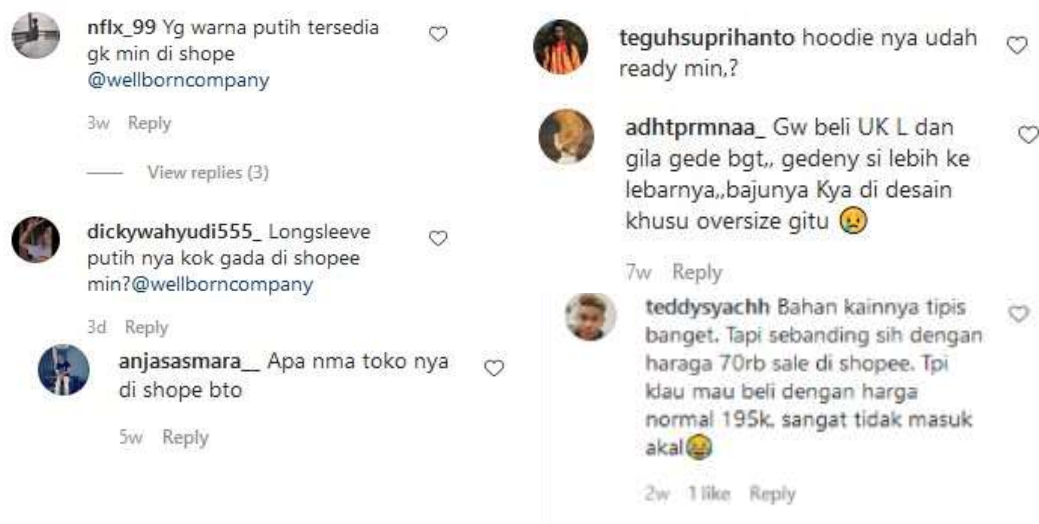 nflx_99 Yg warna putih tersedia
gk min di shope
@wellborncompany
3w Reply
View replies (3)
dickywahyudi555_ Longsleeve
putih nya kok gada di shopee
min?@wellborncompany
3d Reply
anjasasmara__ Apa nma toko nya
di shope bto
5w Reply
teguhsuprihanto hoodie nya udah
ready min,?
adhtprmnaa_ Gw beli UK L dan
gila gede bgt,, gedeny si lebih ke
lebarnya,,bajunya Kya di desain
khusu oversize gitu 😥
7w Reply
teddysyachh Bahan kainnya tipis
banget. Tapi sebanding sih dengan
haraga 70rb sale di shopee. Tpi
klau mau beli dengan harga
normal 195k, sangat tidak masuk
akal😂
2w 1 like Reply